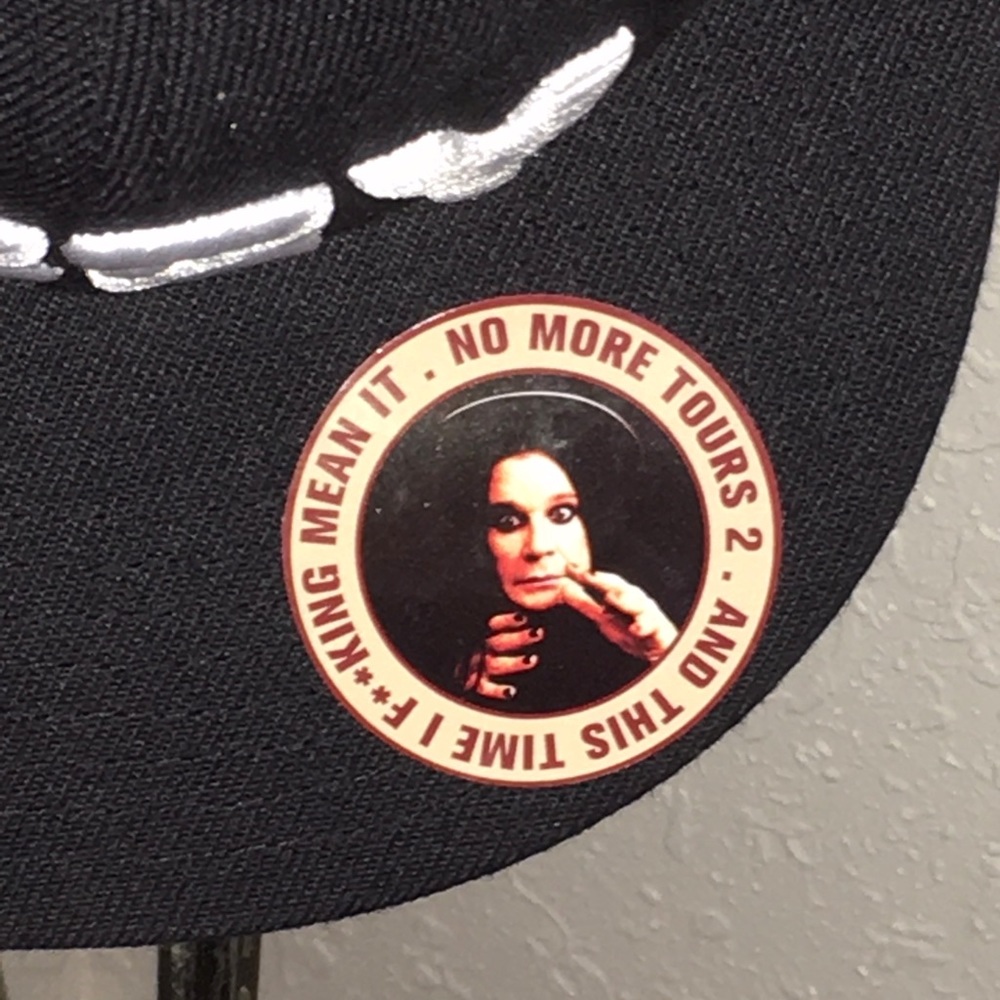 NO MORE TOURS 2 . AND THIS TIME I F**KING MEAN IT .